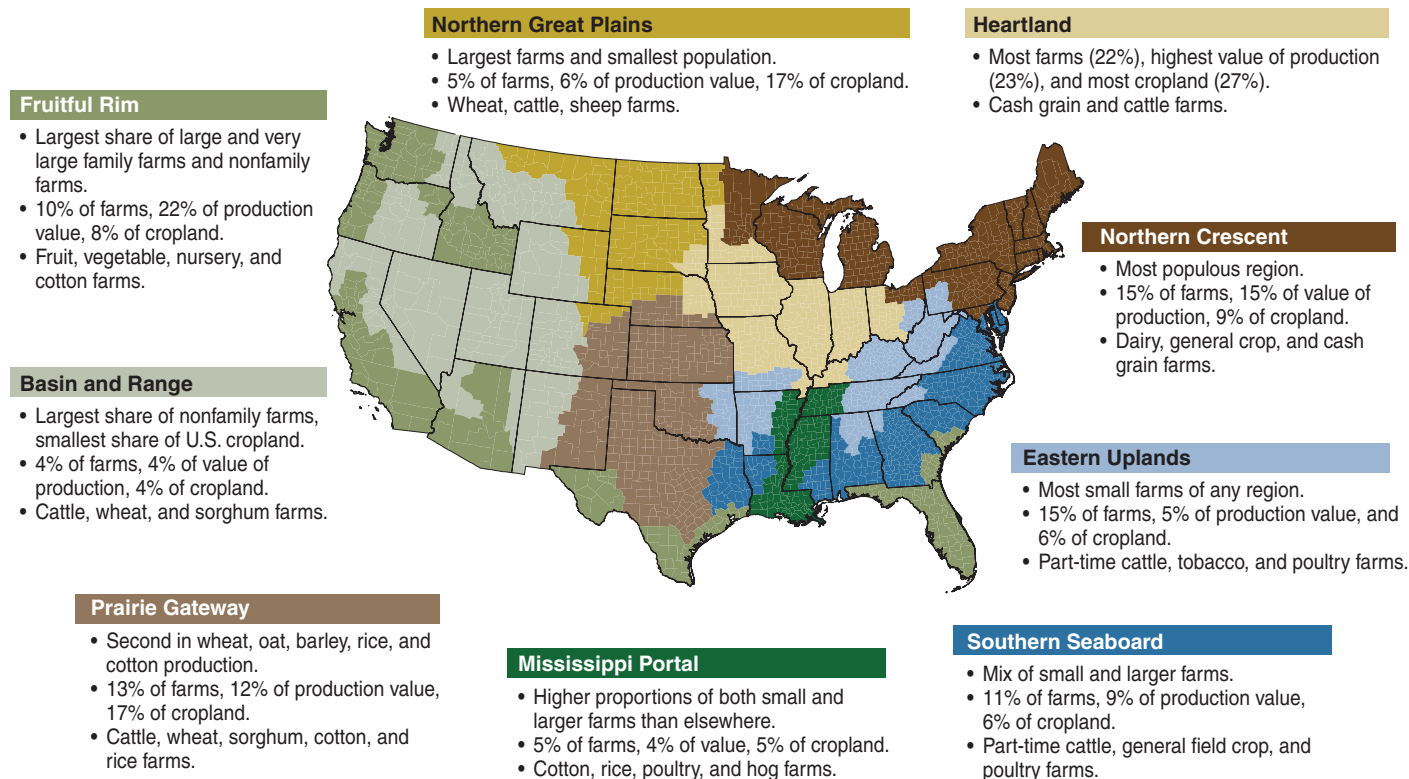 Northern Great Plains
• Largest farms and smallest population.
• 5% of farms, 6% of production value, 17% of cropland.
• Wheat, cattle, sheep farms.
Heartland
• Most farms (22%), highest value of production
(23%), and most cropland (27%).
• Cash grain and cattle farms.
Fruitful Rim
• Largest share of large and very
large family farms and nonfamily
farms.
• 10% of farms, 22% of production
value, 8% of cropland.
• Fruit, vegetable, nursery, and
cotton farms.
Northern Crescent
• Most populous region.
• 15% of farms, 15% of value of
production, 9% of cropland.
• Dairy, general crop, and cash
grain farms.
Basin and Range
• Largest share of nonfamily farms,
smallest share of U.S. cropland.
• 4% of farms, 4% of value of
production, 4% of cropland.
• Cattle, wheat, and sorghum farms.
Eastern Uplands
• Most small farms of any region.
• 15% of farms, 5% of production value, and
6% of cropland.
• Part-time cattle, tobacco, and poultry farms.
Prairie Gateway
• Second in wheat, oat, barley, rice, and
cotton production.
• 13% of farms, 12% of production value,
17% of cropland.
• Cattle, wheat, sorghum, cotton, and
rice farms.
Mississippi Portal
• Higher proportions of both small and
larger farms than elsewhere.
• 5% of farms, 4% of value, 5% of cropland.
• Cotton, rice, poultry, and hog farms.
Southern Seaboard
• Mix of small and larger farms.
• 11% of farms, 9% of production value,
6% of cropland.
• Part-time cattle, general field crop, and
poultry farms.